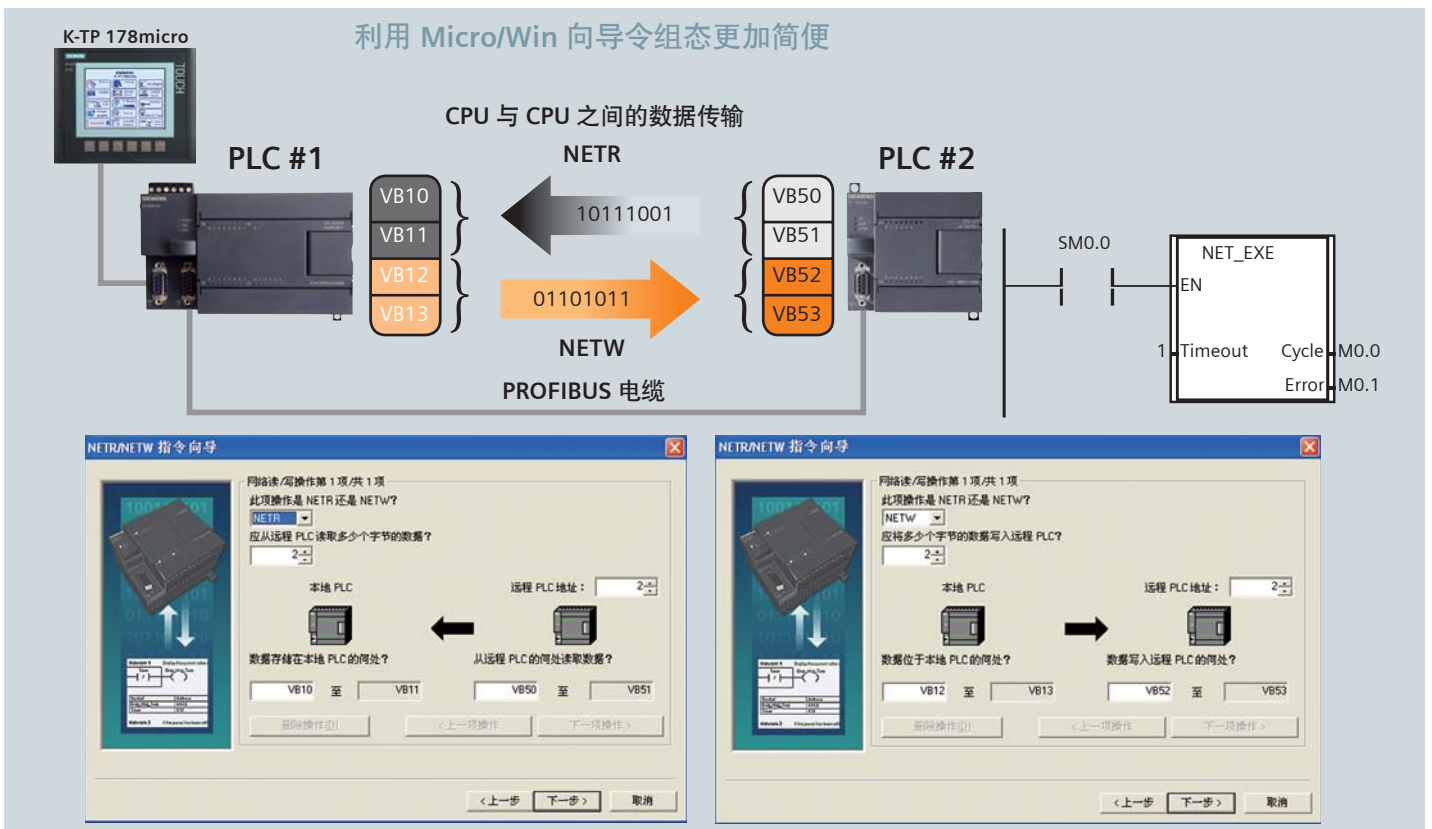 K-TP 178micro
利用 Micro/Win 向导令组态更加简便
SIEMENS
TOUCH
CPU 与 CPU 之间的数据传输
PLC #1
NETR
PLC #2
VB10
VB11
VB12
VB13
10111001
01101011
VB50
VB51
VB52
VB53
NETW
PROFIBUS 电缆
SM0.0
NET_EXE
EN
1 Timeout Cycle M0.0
Error M0.1
NETR/NETW 指令向导
网络读/写操作第 1 项/共 1 项
此项操作是 NETR 还是 NETW?
NETR
应从远程 PLC 读取多少个字节的数据?
2
本地 PLC
远程 PLC 地址: 2
数据存储在本地 PLC 的何处?
从远程 PLC 的何处读取数据?
VB10 至 VB11
VB50 至 VB51
删除操作(D)
<上一项操作
下一项操作>
<上一步
下一步>
取消
NETR/NETW 指令向导
网络读/写操作第 1 项/共 1 项
此项操作是 NETR 还是 NETW?
NETW
应将多少个字节的数据写入远程 PLC?
2
本地 PLC
远程 PLC 地址: 2
数据位于本地 PLC 的何处?
数据写入远程 PLC 的何处?
VB12 至 VB13
VB52 至 VB53
删除操作(D)
<上一项操作
下一项操作>
<上一步
下一步>
取消